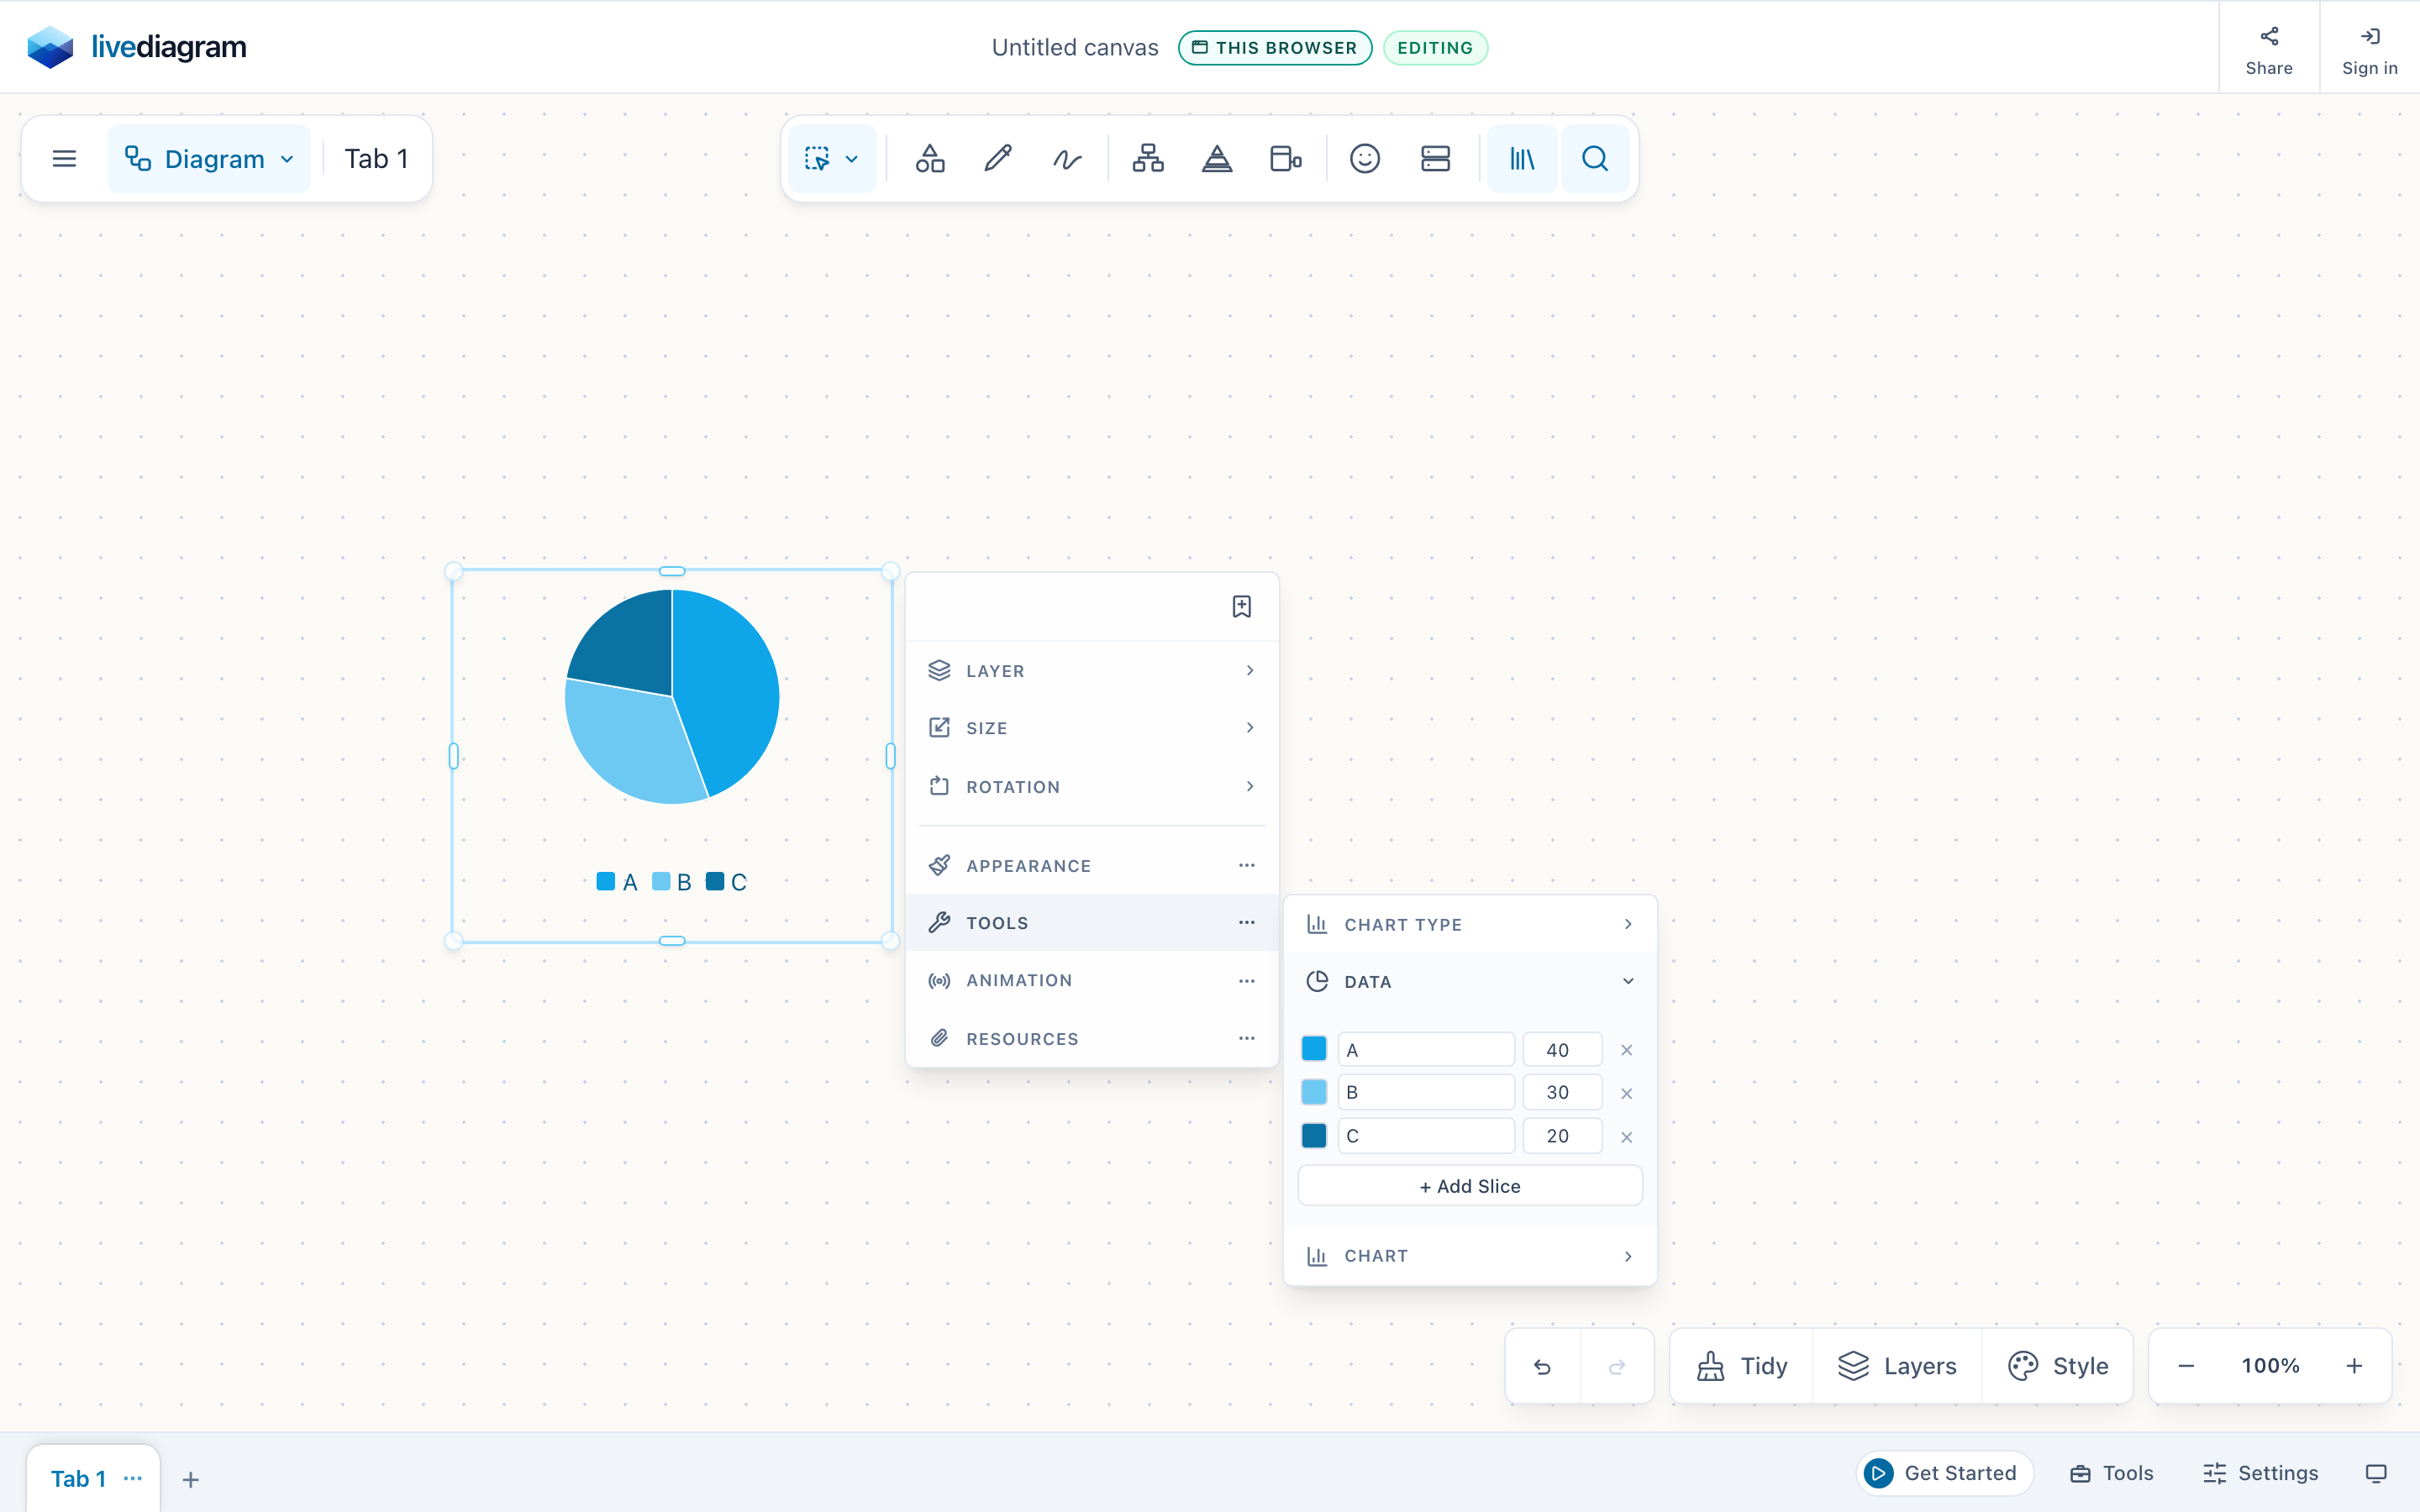 livediagram
Untitled canvas
THIS BROWSER
EDITING
Share
Sign in
Diagram
Tab 1
A B C
LAYER
SIZE
ROTATION
APPEARANCE
TOOLS
ANIMATION
RESOURCES
CHART TYPE
DATA
A 40
B 30
C 20
+ Add Slice
CHART
Tidy
Layers
Style
100%
Tab 1
Get Started
Tools
Settings